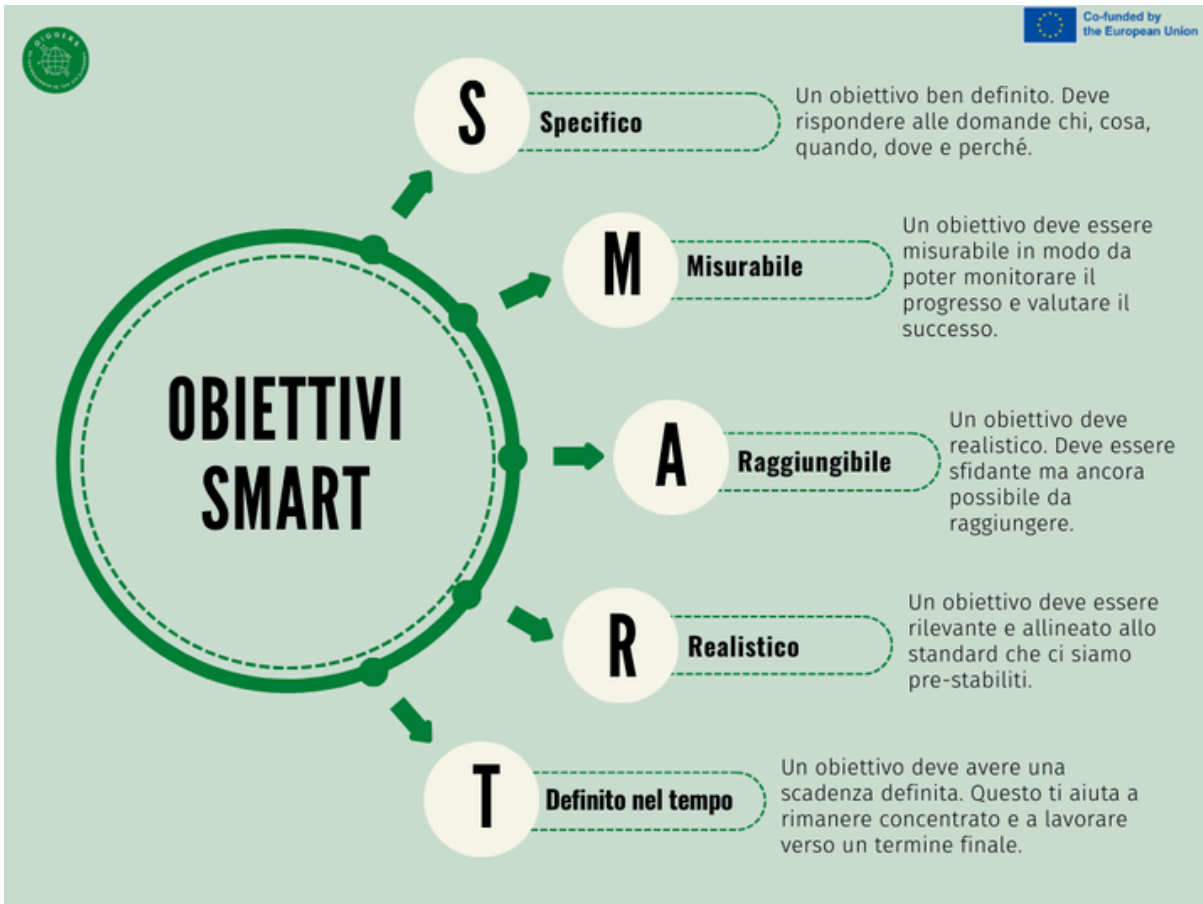 DIGGERS
Co-funded by
the European Union
S
Specifico
Un obiettivo ben definito. Deve
rispondere alle domande chi, cosa,
quando, dove e perché.
M
Misurabile
Un obiettivo deve essere
misurabile in modo da
poter monitorare il
progresso e valutare il
successo.
OBIETTIVI
SMART
A
Raggiungibile
Un obiettivo deve
realistico. Deve essere
sfidante ma ancora
possibile da
raggiungere.
R
Realistico
Un obiettivo deve essere
rilevante e allineato allo
standard che ci siamo
pre-stabiliti.
T
Definito nel tempo
Un obiettivo deve avere una
scadenza definita. Questo ti aiuta a
rimanere concentrato e a lavorare
verso un termine finale.